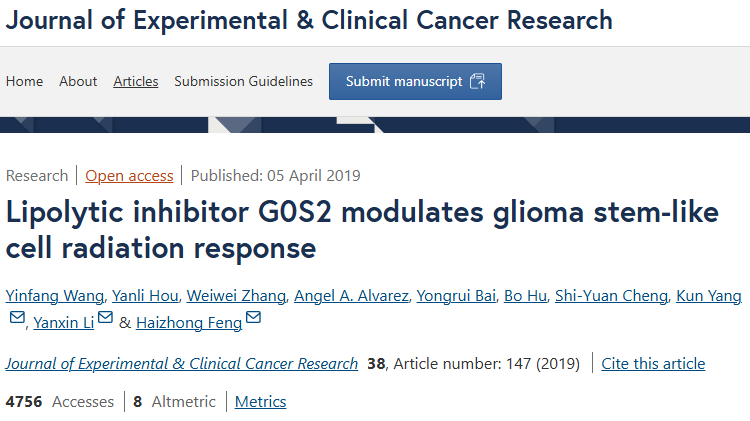 Journal of Experimental & Clinical Cancer Research
Home About Articles Submission Guidelines Submit manuscript
Research Open access Published: 05 April 2019
Lipolytic inhibitor G0S2 modulates glioma stem-like
cell radiation response
Yinfang Wang, Yanli Hou, Weiwei Zhang, Angel A. Alvarez, Yongrui Bai, Bo Hu, Shi-Yuan Cheng, Kun Yang
, Yanxin Li & Haizhong Feng
Journal of Experimental & Clinical Cancer Research 38, Article number: 147 (2019) Cite this article
4756 Accesses 8 Altmetric Metrics